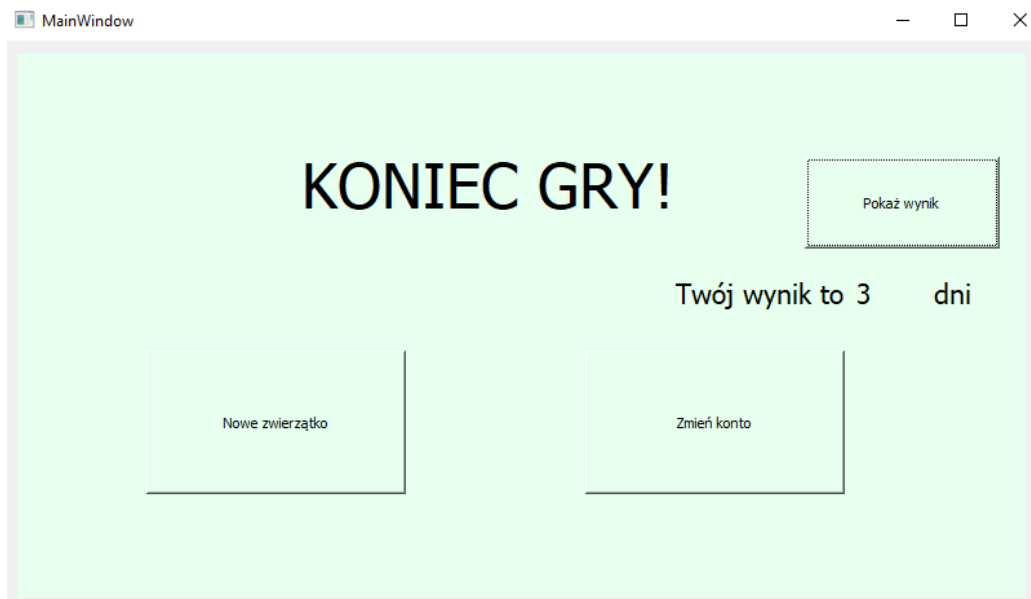 MainWindow
KONIEC GRY!
Pokaż wynik
Twój wynik to 3 dni
Nowe zwierzątko
Zmień konto